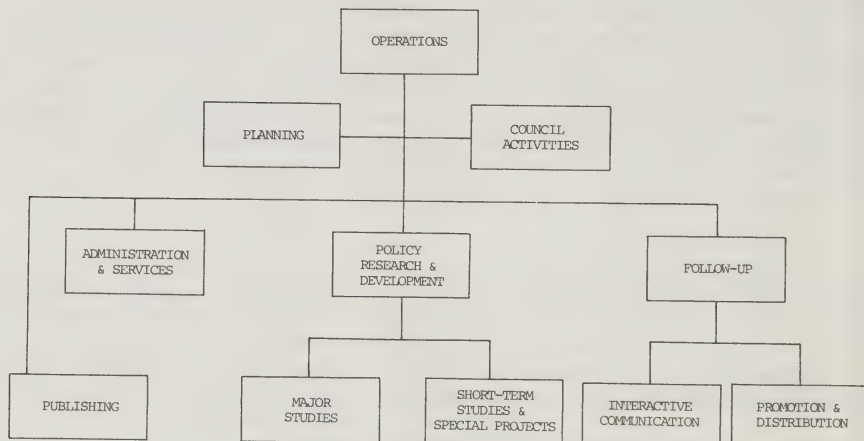 OPERATIONS
PLANNING
COUNCIL
ACTIVITIES
ADMINISTRATION
& SERVICES
POLICY
RESEARCH &
DEVELOPMENT
FOLLOW-UP
PUBLISHING
MAJOR
STUDIES
SHORT-TERM
STUDIES &
SPECIAL PROJECTS
INTERACTIVE
COMMUNICATION
PROMOTION &
DISTRIBUTION